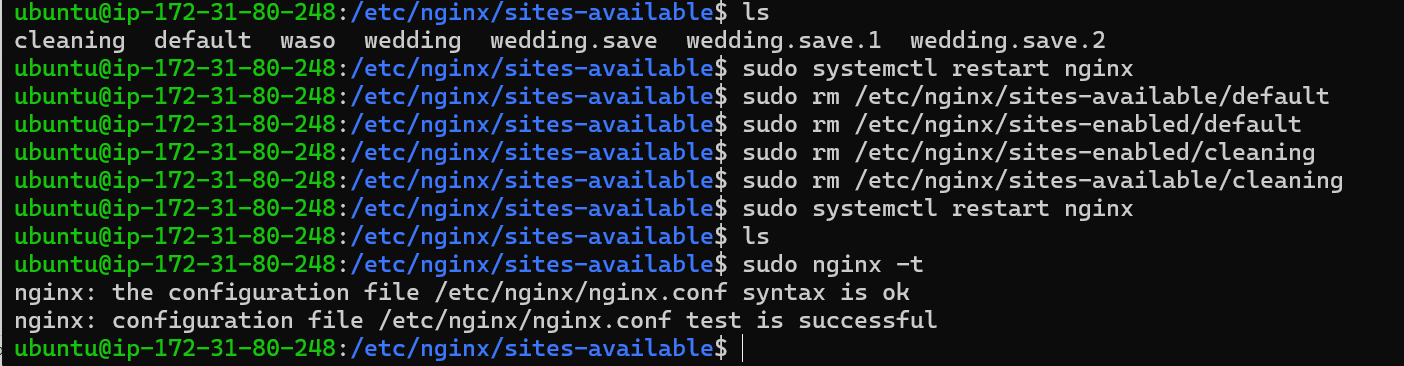 ubuntu@ip-172-31-80-248:/etc/nginx/sites-available$ ls
cleaning  default  waso  wedding  wedding.save  wedding.save.1  wedding.save.2
ubuntu@ip-172-31-80-248:/etc/nginx/sites-available$ sudo systemctl restart nginx
ubuntu@ip-172-31-80-248:/etc/nginx/sites-available$ sudo rm /etc/nginx/sites-available/default
ubuntu@ip-172-31-80-248:/etc/nginx/sites-available$ sudo rm /etc/nginx/sites-enabled/default
ubuntu@ip-172-31-80-248:/etc/nginx/sites-available$ sudo rm /etc/nginx/sites-enabled/cleaning
ubuntu@ip-172-31-80-248:/etc/nginx/sites-available$ sudo rm /etc/nginx/sites-available/cleaning
ubuntu@ip-172-31-80-248:/etc/nginx/sites-available$ sudo systemctl restart nginx
ubuntu@ip-172-31-80-248:/etc/nginx/sites-available$ ls
ubuntu@ip-172-31-80-248:/etc/nginx/sites-available$ sudo nginx -t
nginx: the configuration file /etc/nginx/nginx.conf syntax is ok
nginx: configuration file /etc/nginx/nginx.conf test is successful
ubuntu@ip-172-31-80-248:/etc/nginx/sites-available$